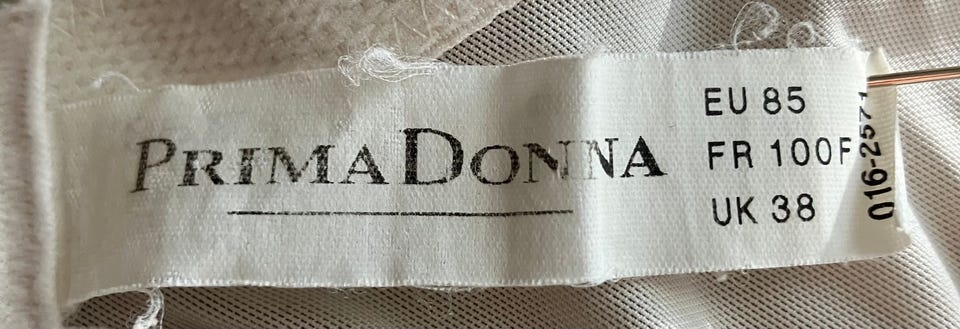 PRIMADONNA
EU 85
FR 100F
UK 38
016-2571